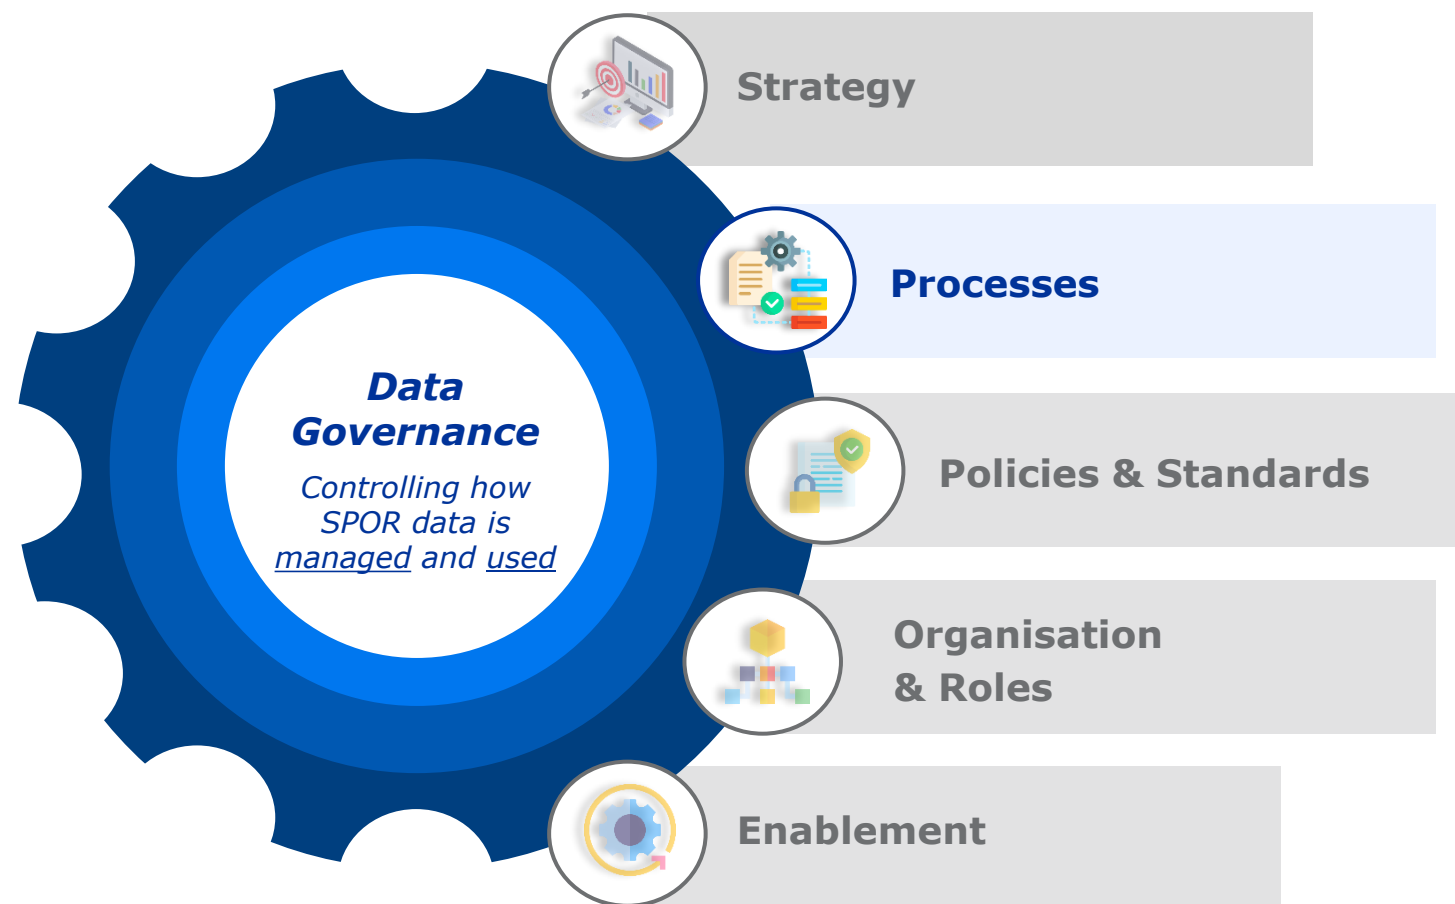 Strategy
Processes
Data
Governance
Controlling how
SPOR data is
managed and used
Policies & Standards
Organisation
& Roles
Enablement